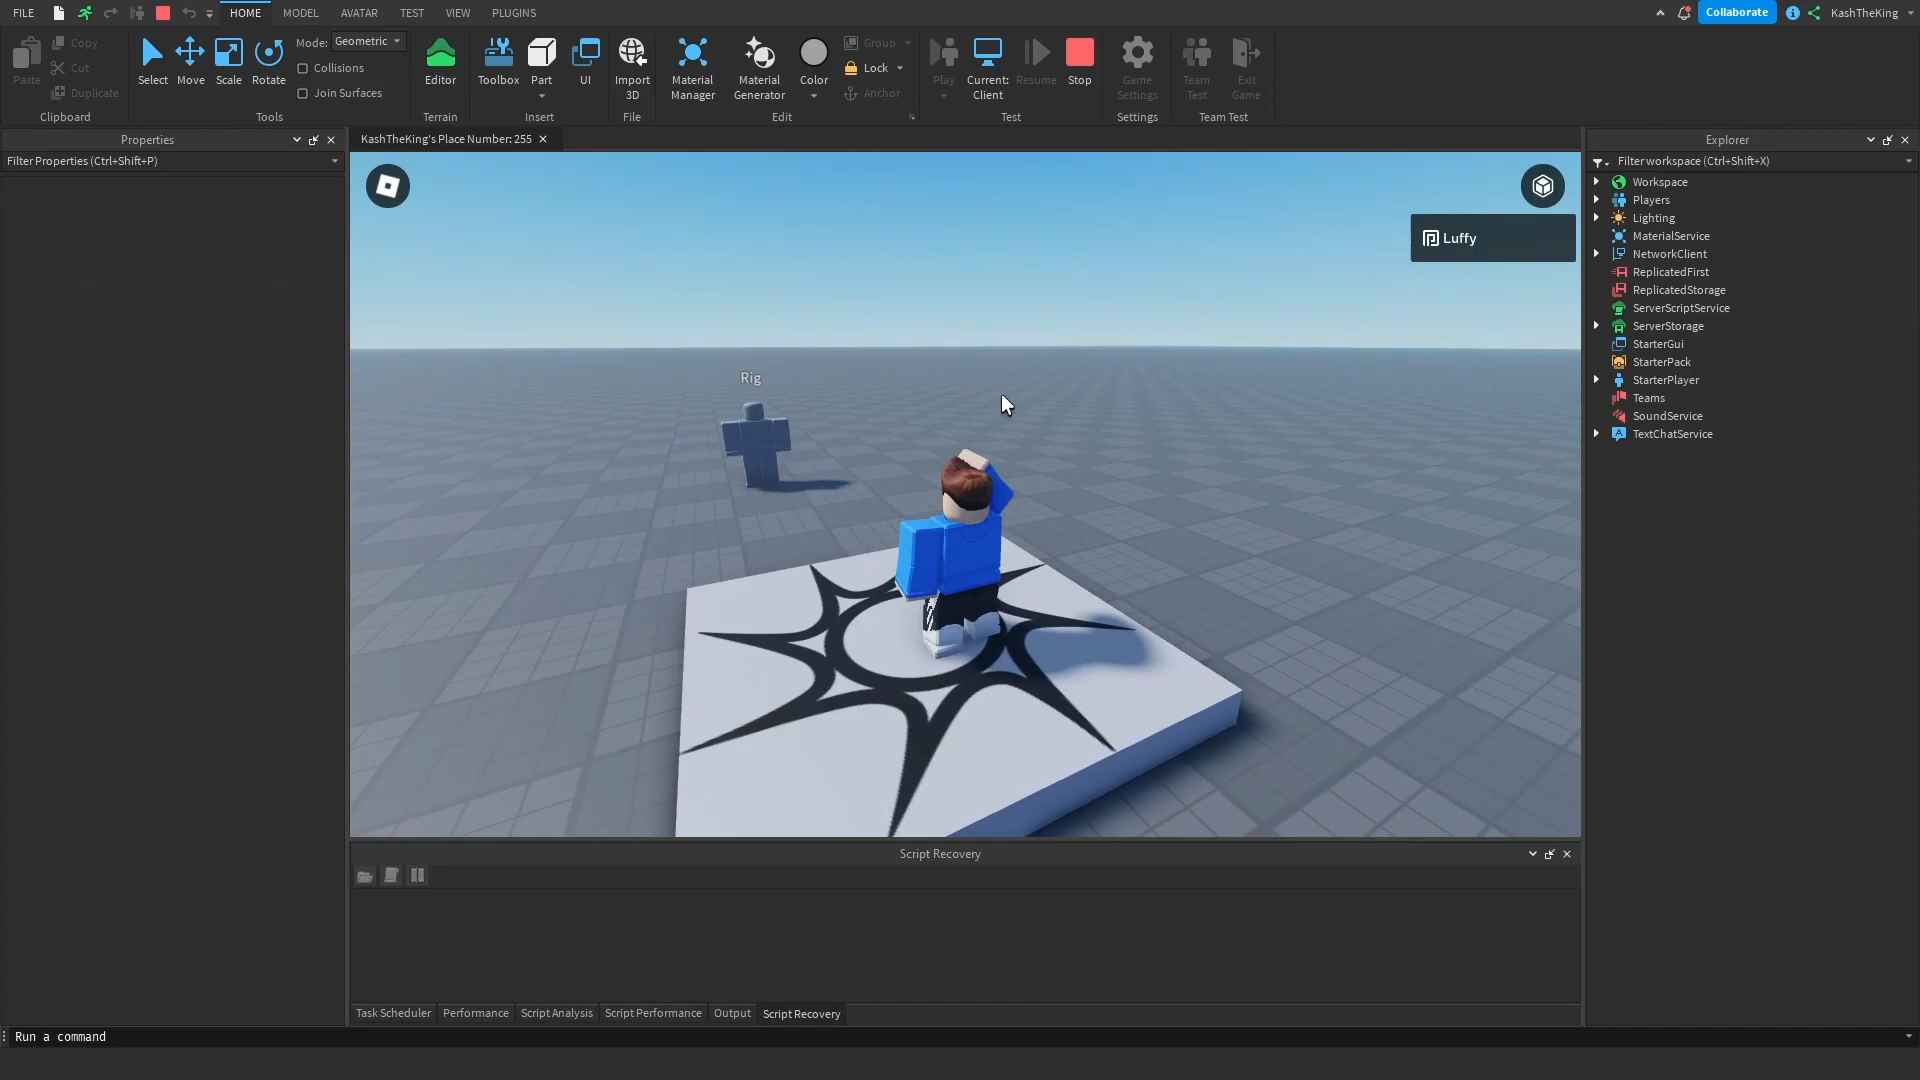 FILE HOME MODEL AVATAR TEST VIEW PLUGINS Collaborate KashTheKing
Paste Copy Cut Duplicate
Clipboard
Select Move Scale Rotate Mode: Geometric
Collisions
Join Surfaces
Tools
Editor
Terrain
Toolbox Part UI
Insert
Import
3D
File
Material
Manager
Material
Generator
Color
Group
Lock
Anchor
Edit
Play
Current:
Client
Resume
Stop
Test
Game
Settings
Settings
Team
Test
Exit
Game
Team Test
Properties
Filter Properties (Ctrl+Shift+P)
KashTheKing's Place Number: 255
Luffy
Rig
Explorer
Filter workspace (Ctrl+Shift+X)
Workspace
Players
Lighting
MaterialService
NetworkClient
ReplicatedFirst
ReplicatedStorage
ServerScriptService
ServerStorage
StarterGui
StarterPack
StarterPlayer
Teams
SoundService
TextChatService
Script Recovery
Task Scheduler Performance Script Analysis Script Performance Output Script Recovery
Run a command